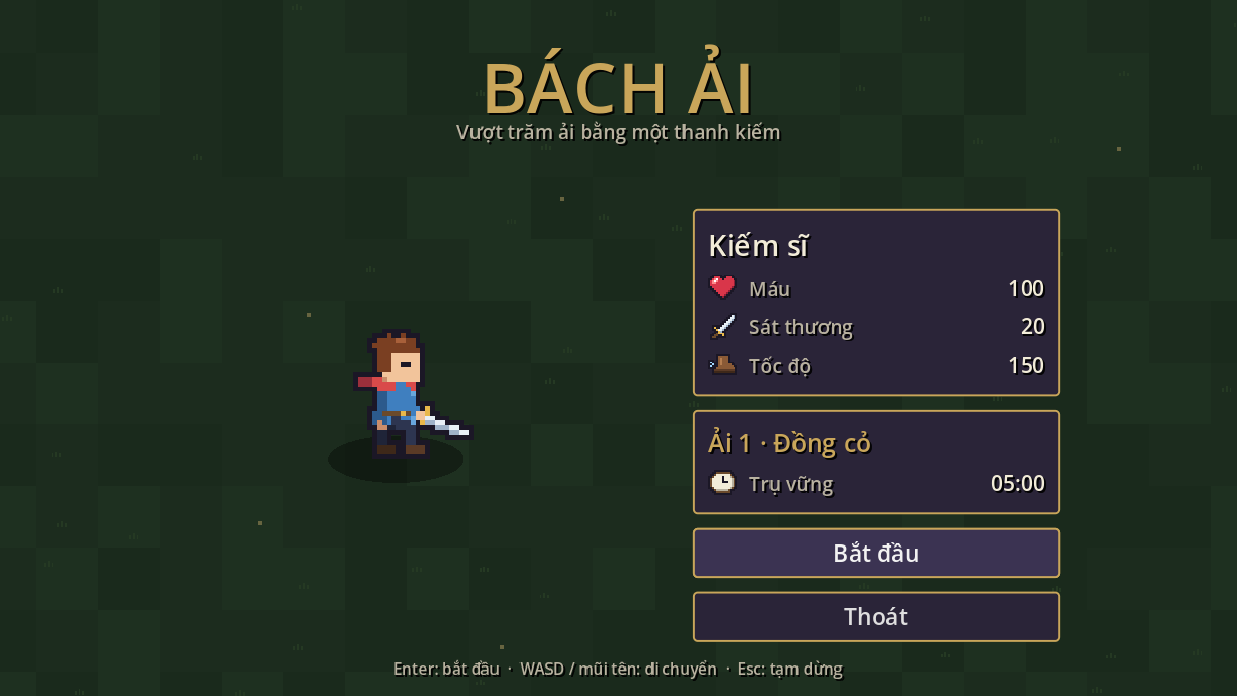 BÁCH ẢI
Vượt trăm ải bằng một thanh kiếm
Kiếm sĩ
Máu 100
Sát thương 20
Tốc độ 150
Ải 1 · Đồng cỏ
Trụ vững 05:00
Bắt đầu
Thoát
Enter: bắt đầu · WASD / mũi tên: di chuyển · Esc: tạm dừng